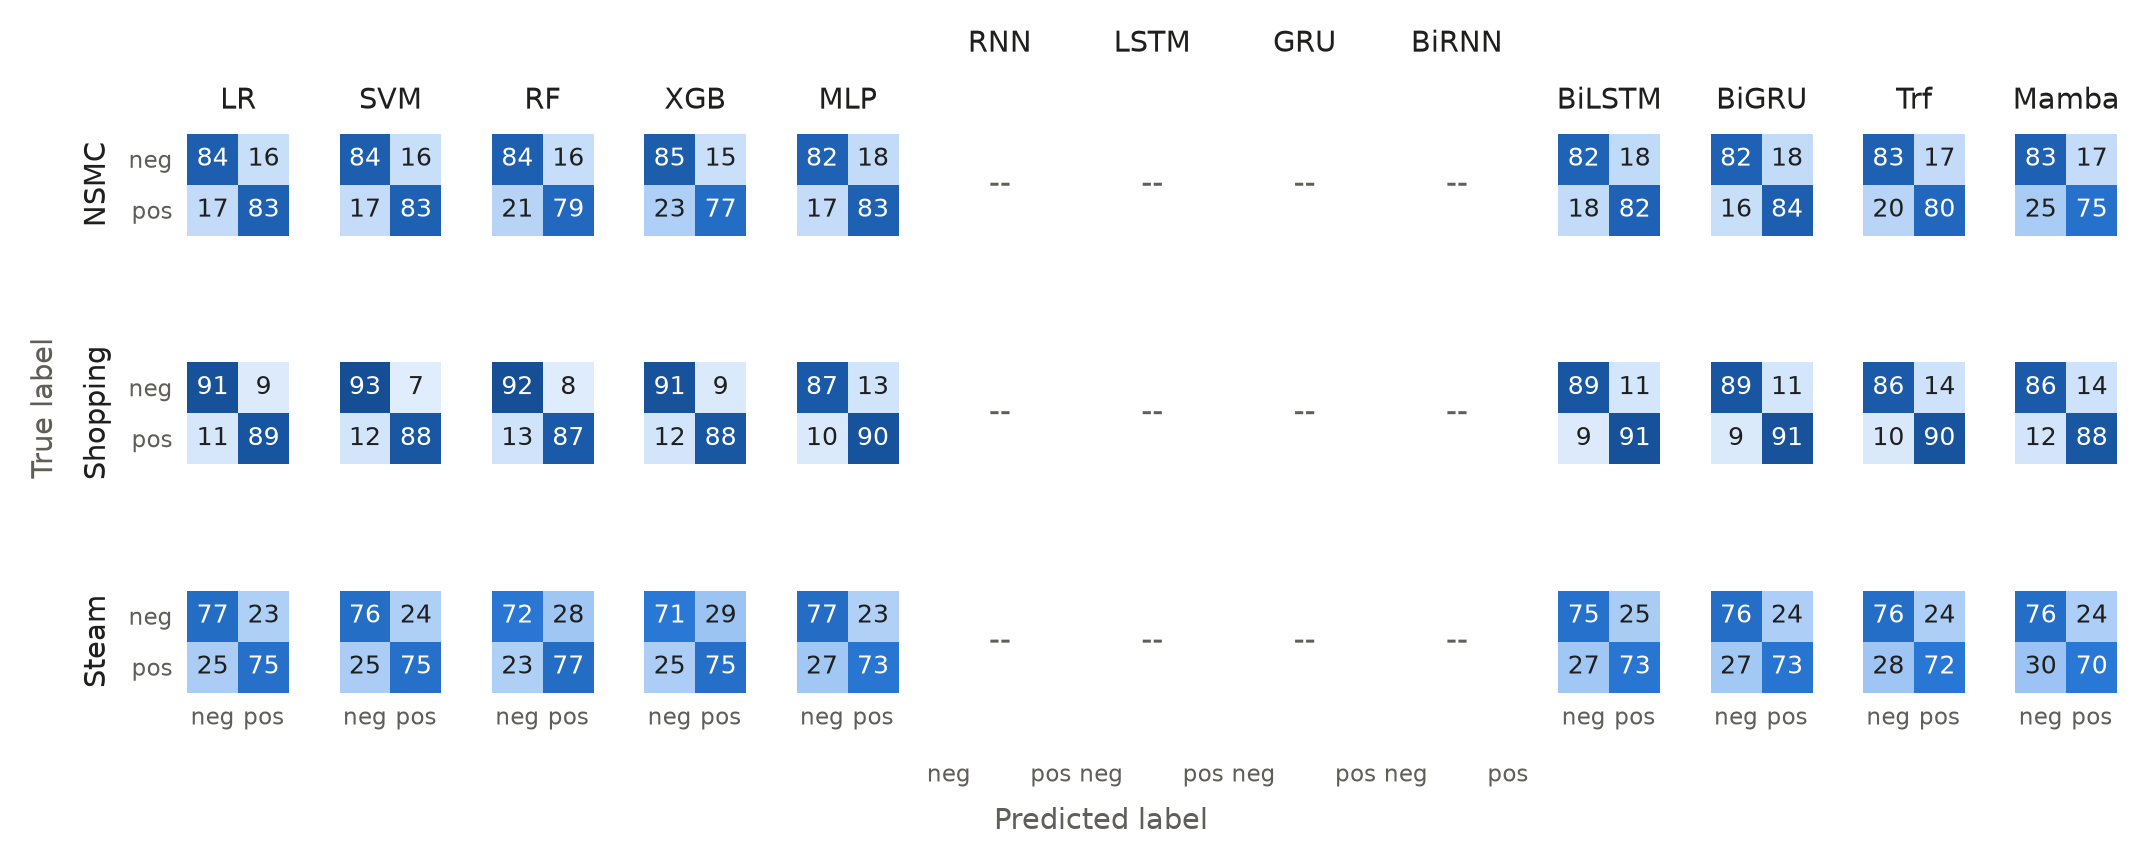 RNN LSTM GRU BiRNN
LR SVM RF XGB MLP BiLSTM BiGRU Trf Mamba
NSMC
neg 84 16 84 16 84 16 85 15 82 18 82 18 82 18 83 17 83 17
-- -- -- --
pos 17 83 17 83 21 79 23 77 17 83 18 82 16 84 20 80 25 75
True label
Shopping
neg 91 9 93 7 92 8 91 9 87 13 89 11 89 11 86 14 86 14
-- -- -- --
pos 11 89 12 88 13 87 12 88 10 90 9 91 9 91 10 90 12 88
Steam
neg 77 23 76 24 72 28 71 29 77 23 75 25 76 24 76 24 76 24
-- -- -- --
pos 25 75 25 75 23 77 25 75 27 73 27 73 27 73 28 72 30 70
neg pos neg pos neg pos neg pos neg pos neg pos neg pos neg pos neg pos
neg pos neg pos neg pos neg pos
Predicted label